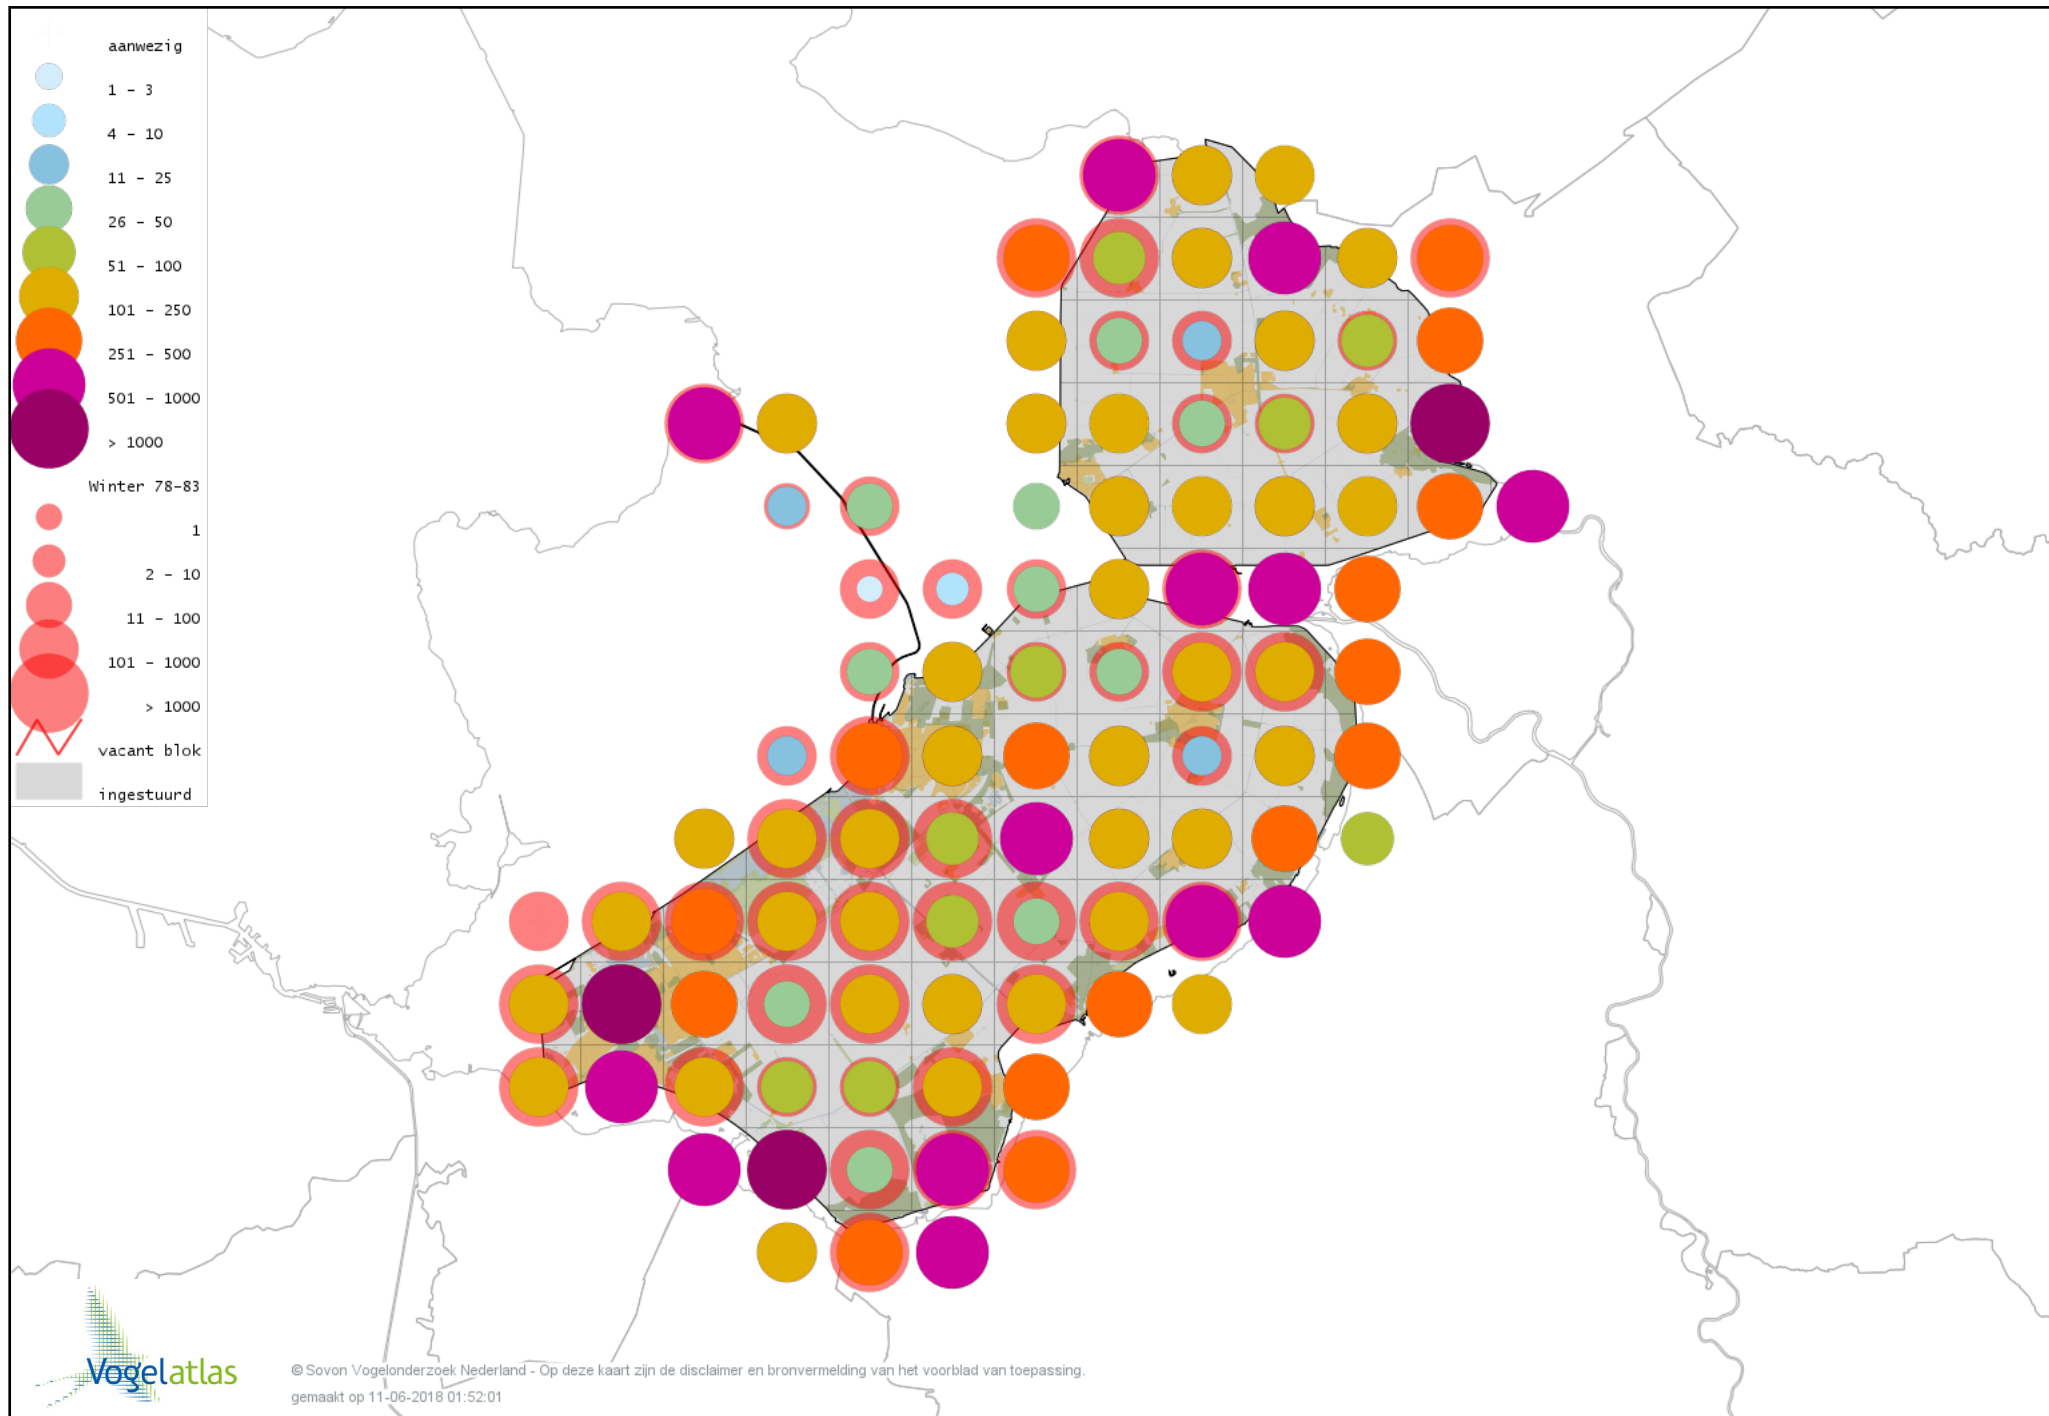 aanwezig
1 - 3
4 - 10
11 - 25
26 - 50
51 - 100
101 - 250
251 - 500
501 - 1000
> 1000
Winter 78-83
1
2 - 10
11 - 100
101 - 1000
> 1000
vacant blok
ingestuurd
Vogelatlas
© Sovon Vogelonderzoek Nederland - Op deze kaart zijn de disclaimer en bronvermelding van het voorblad van toepassing.
gemaakt op 11-06-2018 01:52:01